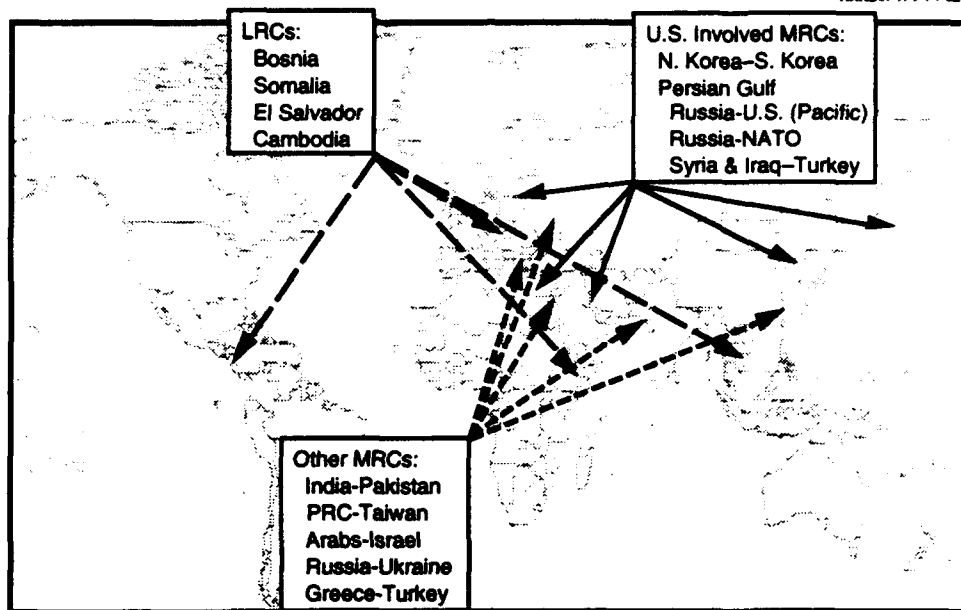 LRCs:
Bosnia
Somalia
El Salvador
Cambodia
U.S. Involved MRCs:
N. Korea–S. Korea
Persian Gulf
Russia-U.S. (Pacific)
Russia-NATO
Syria & Iraq–Turkey
Other MRCs:
India-Pakistan
PRC-Taiwan
Arabs-Israel
Russia-Ukraine
Greece-Turkey